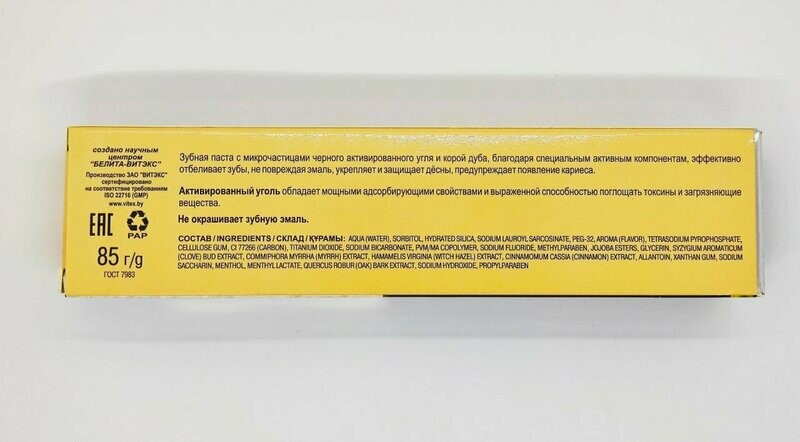 создано научным
центром
"БЕЛИТА-ВИТЭКС"
Производство ЗАО "ВИТЭКС"
сертифицировано
на соответствие требованиям
ISO 22716 (GMP)
www.vitex.by
EAC
PAP
85 г/g
ГОСТ 7983
Зубная паста с микрочастицами черного активированного угля и корой дуба, благодаря специальным активным компонентам, эффективно
отбеливает зубы, не повреждая эмаль, укрепляет и защищает дёсны, предупреждает появление кариеса.
Активированный уголь обладает мощными адсорбирующими свойствами и выраженной способностью поглощать токсины и загрязняющие
вещества.
Не окрашивает зубную эмаль.
СОСТАВ / INGREDIENTS / СКЛАД / ҚҰРАМЫ: AQUA (WATER), SORBITOL, HYDRATED SILICA, SODIUM LAUROYL SARCOSINATE, PEG-32, AROMA (FLAVOR), TETRASODIUM PYROPHOSPHATE,
CELLULOSE GUM, CI 77266 (CARBON), TITANIUM DIOXIDE, SODIUM BICARBONATE, PVM/MA COPOLYMER, SODIUM FLUORIDE, METHYLPARABEN, JOJOBA ESTERS, GLYCERIN, SYZYGIUM AROMATICUM
(CLOVE) BUD EXTRACT, COMMIPHORA MYRRHA (MYRRH) EXTRACT, HAMAMELIS VIRGINIA (WITCH HAZEL) EXTRACT, CINNAMOMUM CASSIA (CINNAMON) EXTRACT, ALLANTOIN, XANTHAN GUM, SODIUM
SACCHARIN, MENTHOL, MENTHYL LACTATE, QUERCUS ROBUR (OAK) BARK EXTRACT, SODIUM HYDROXIDE, PROPYLPARABEN